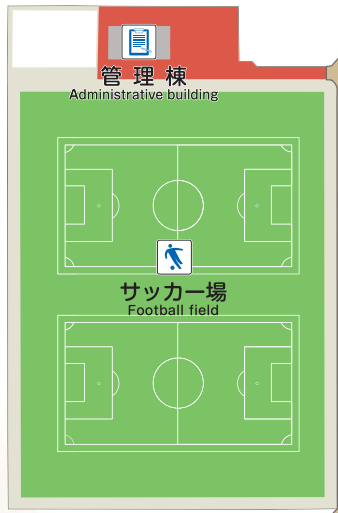 管理棟
Administrative building
サッカー場
Football field